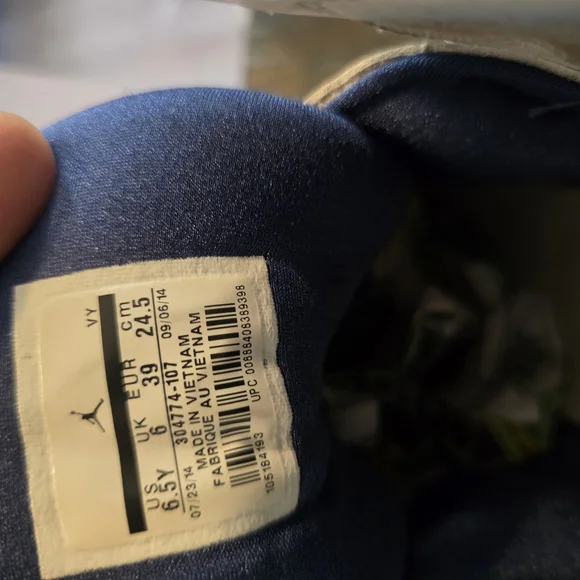 VY
US UK EUR cm
6.5Y 6 39 24.5
304774-107
07/23/14 09/06/14
MADE IN VIETNAM
FABRIQUE AU VIETNAM
UPC 00888408389398
105184193